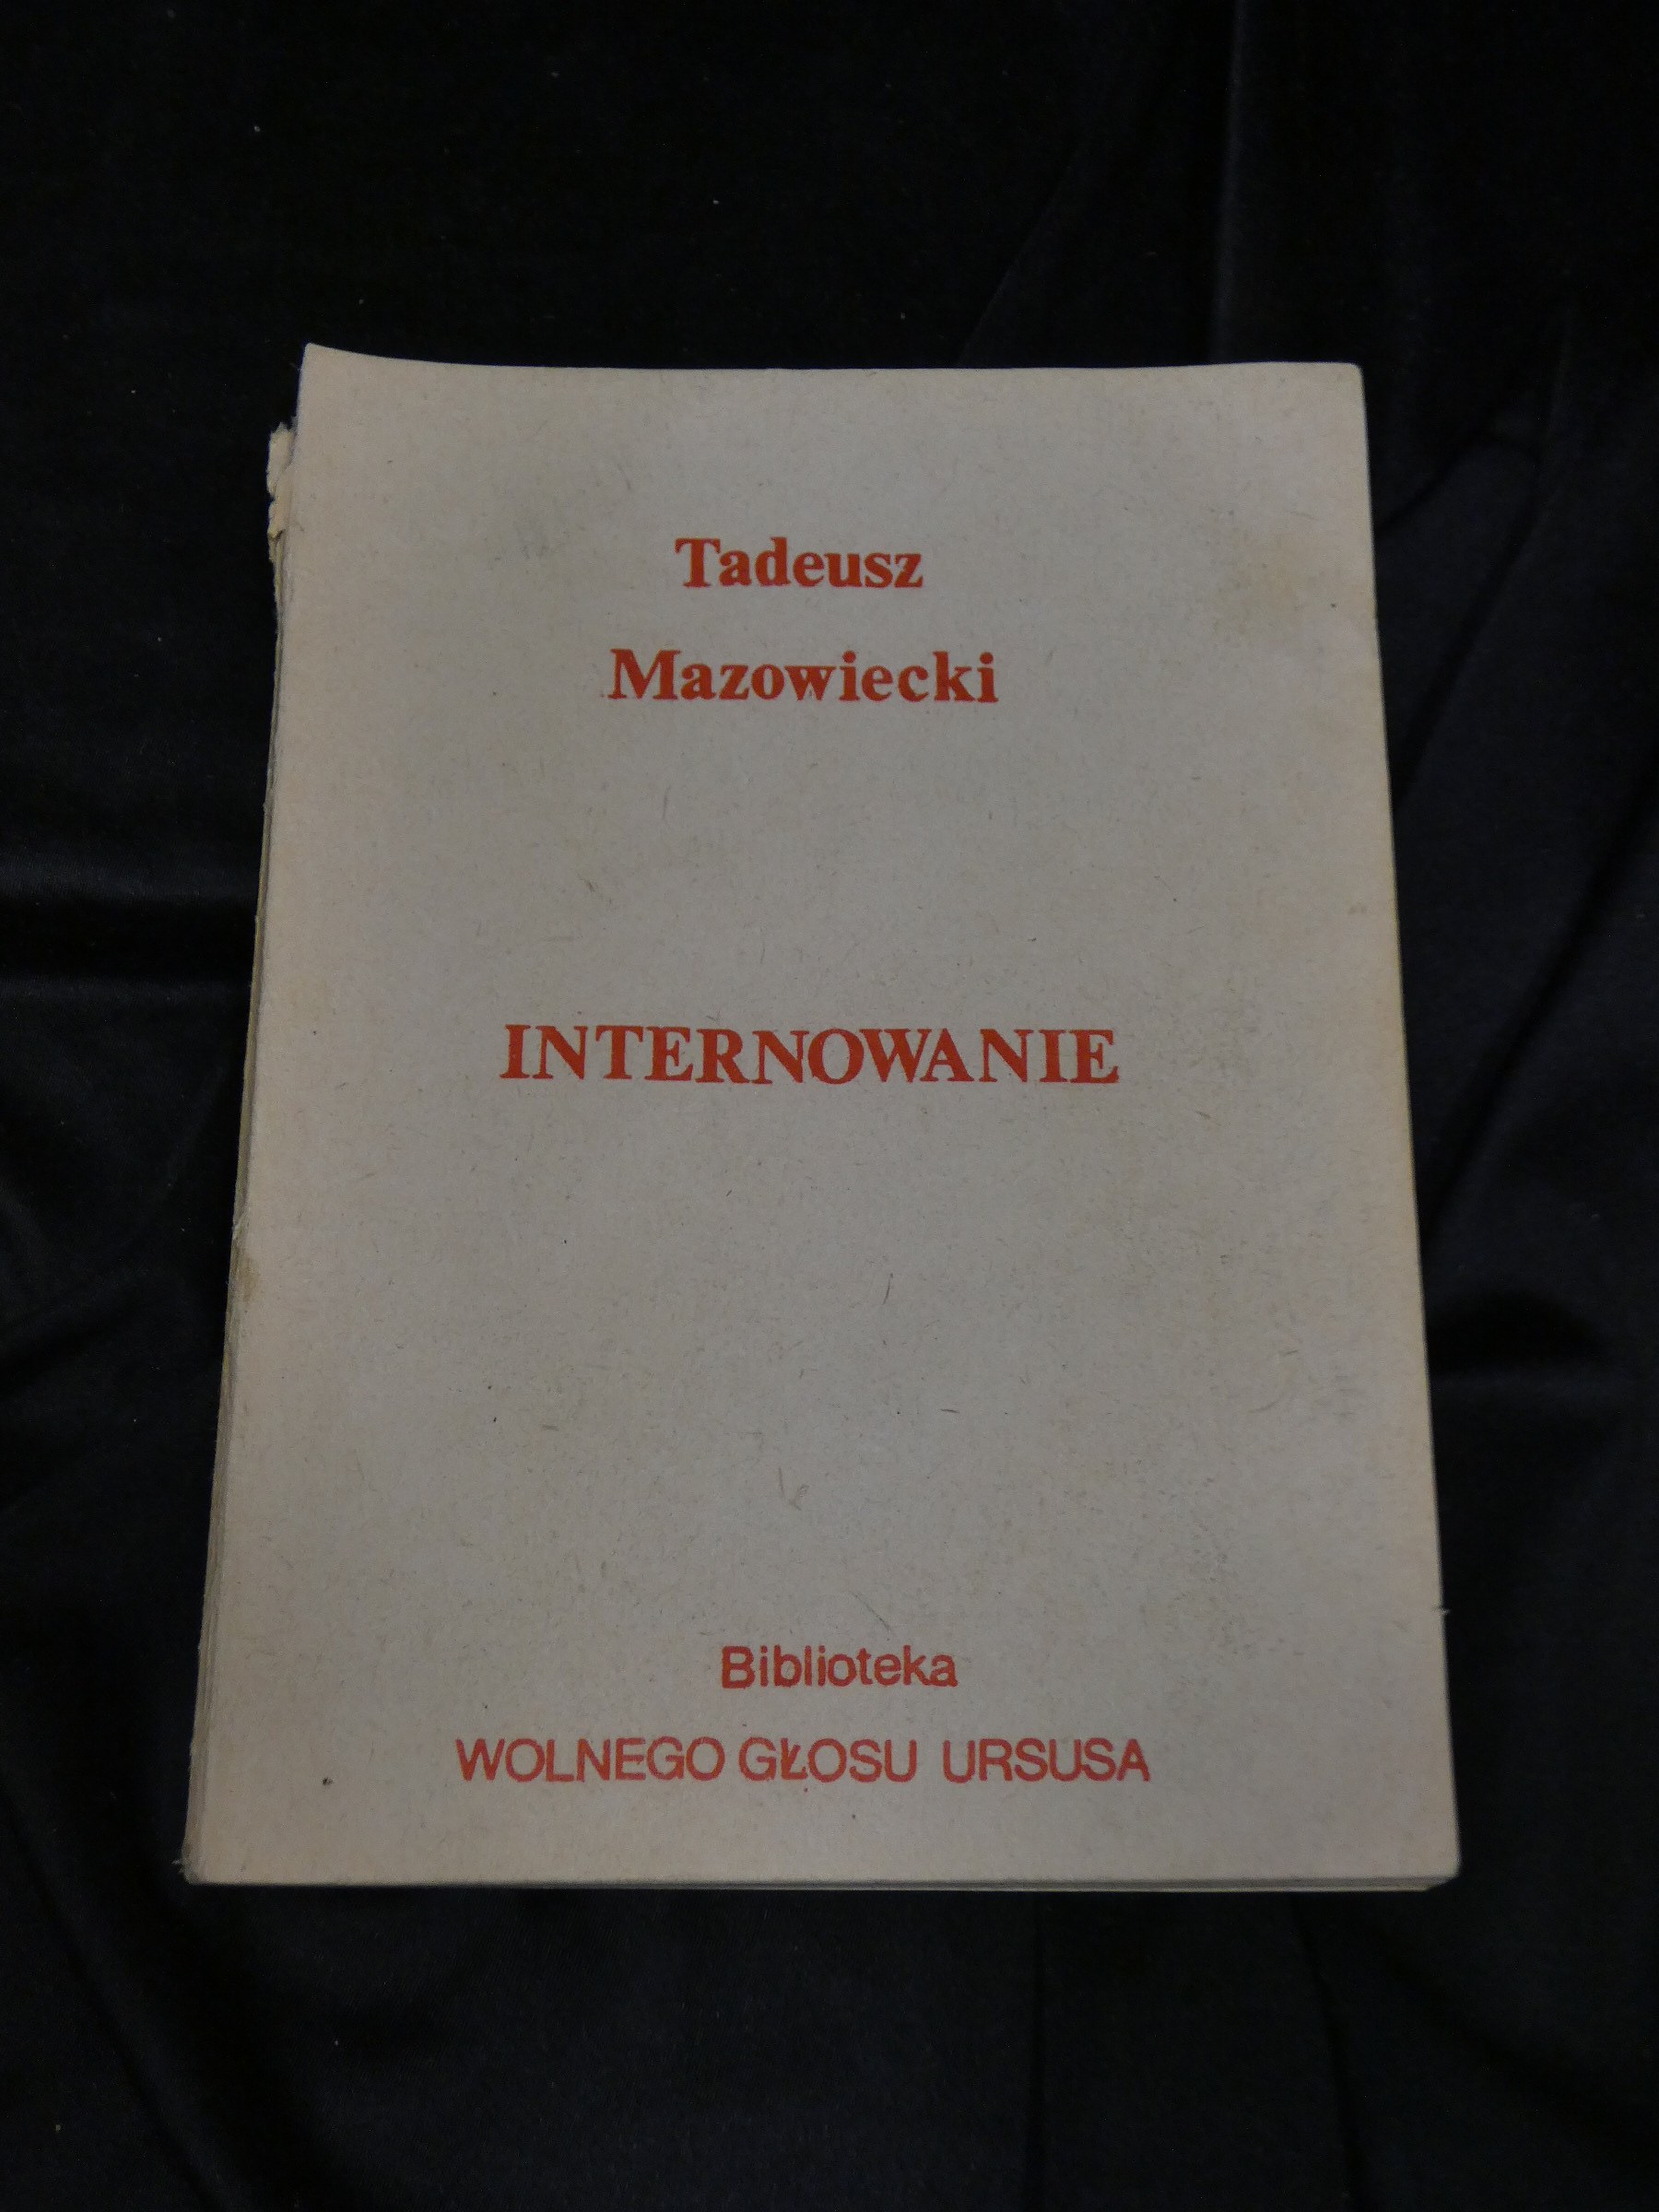 Tadeusz
Mazowiecki
INTERNOWANIE
Biblioteka
WOLNEGO GŁOSU URSUSA